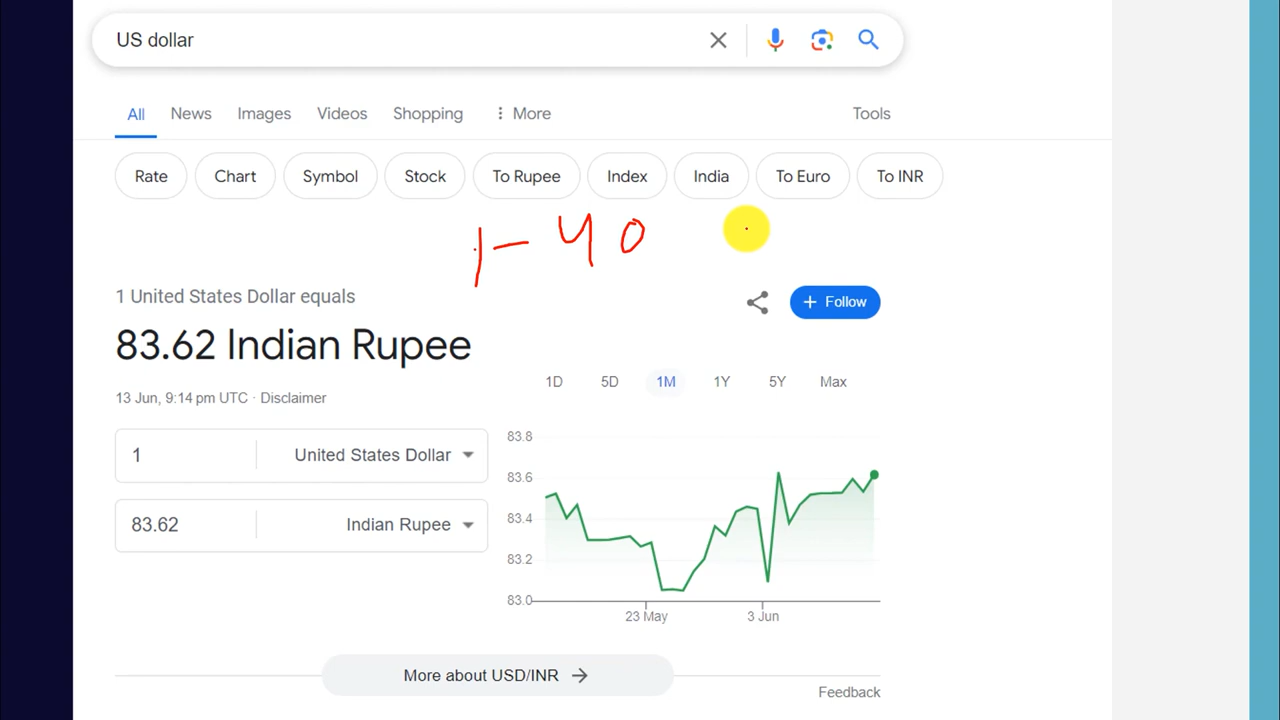 US dollar
All News Images Videos Shopping More Tools
Rate Chart Symbol Stock To Rupee Index India To Euro To INR
1 - 40
1 United States Dollar equals
+ Follow
83.62 Indian Rupee
1D 5D 1M 1Y 5Y Max
13 Jun, 9:14 pm UTC · Disclaimer
1 United States Dollar
83.62 Indian Rupee
83.8
83.6
83.4
83.2
83.0
23 May 3 Jun
More about USD/INR →
Feedback